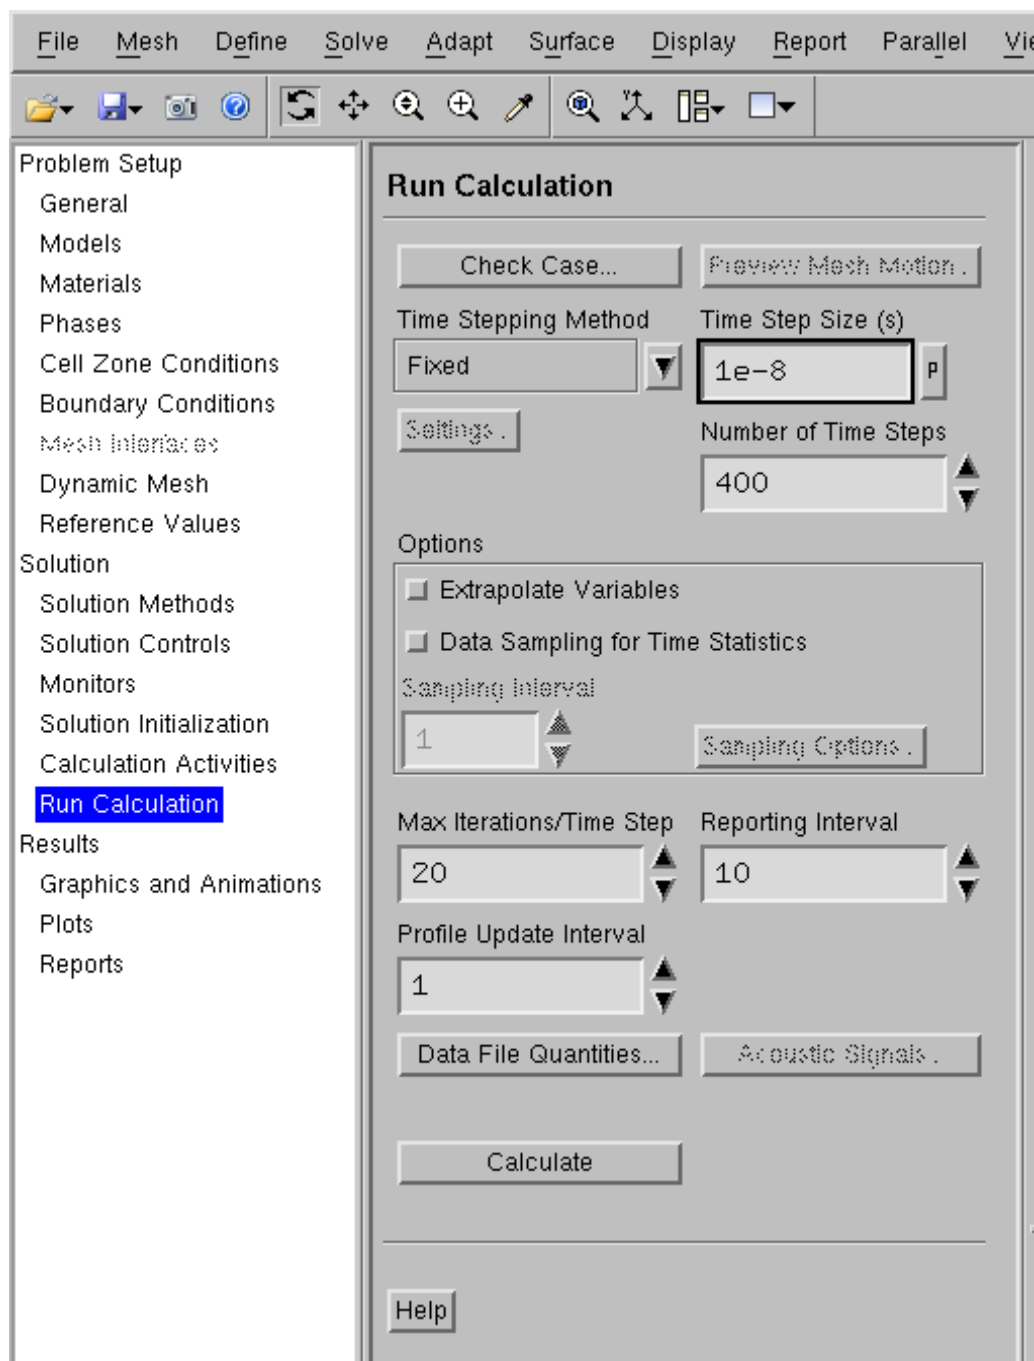 File Mesh Define Solve Adapt Surface Display Report Parallel Vie
Problem Setup
General
Models
Materials
Phases
Cell Zone Conditions
Boundary Conditions
Mesh Interfaces
Dynamic Mesh
Reference Values
Solution
Solution Methods
Solution Controls
Monitors
Solution Initialization
Calculation Activities
Run Calculation
Results
Graphics and Animations
Plots
Reports
Run Calculation
Check Case... Preview Mesh Motion .
Time Stepping Method Time Step Size (s)
Fixed 1e-8 P
Settings . Number of Time Steps
400
Options
Extrapolate Variables
Data Sampling for Time Statistics
Sampling Interval
1 Sampling Options .
Max Iterations/Time Step Reporting Interval
20 10
Profile Update Interval
1
Data File Quantities... Acoustic Signals .
Calculate
Help